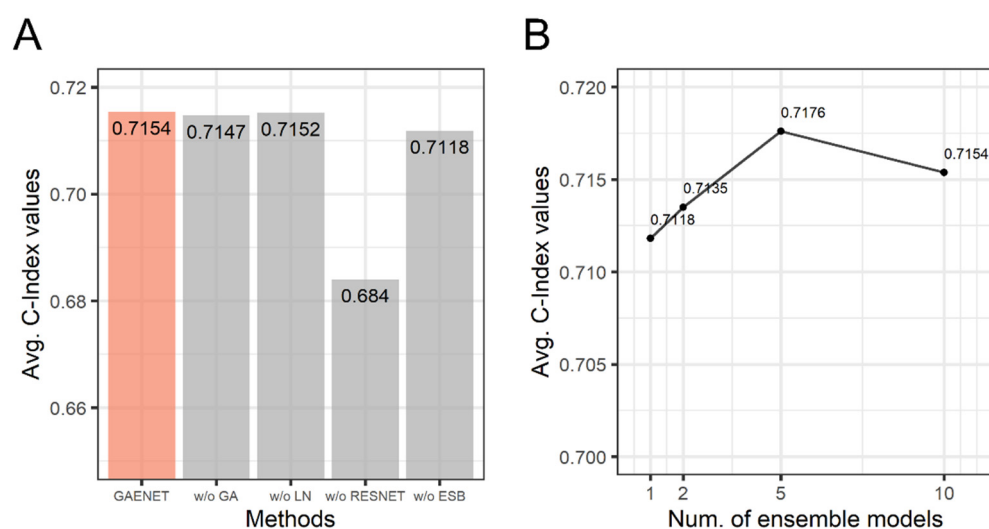 A
Avg. C-Index values
0.72
0.70
0.68
0.66
0.7154
0.7147
0.7152
0.684
0.7118
GAENET
w/o GA
w/o LN
w/o RESNET
w/o ESB
Methods
B
Avg. C-Index values
0.720
0.715
0.710
0.705
0.700
0.7118
0.7135
0.7176
0.7154
1
2
5
10
Num. of ensemble models